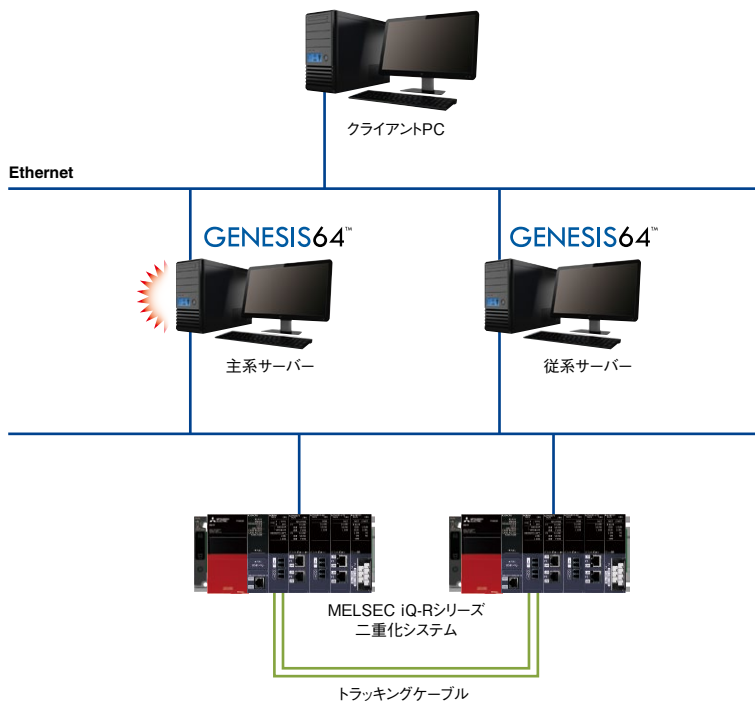 クライアントPC
Ethernet
GENESIS64™
GENESIS64™
主系サーバー
従系サーバー
MELSEC iQ-Rシリーズ
二重化システム
トラッキングケーブル